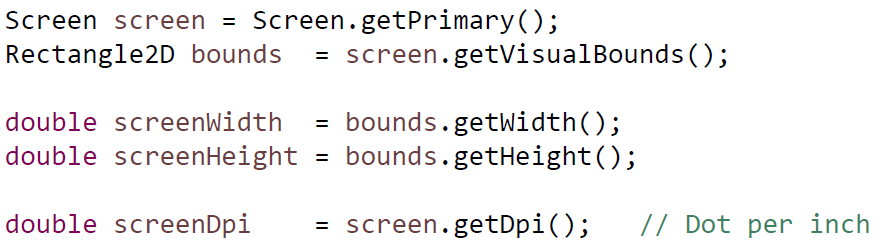 Screen screen = Screen.getPrimary();
Rectangle2D bounds  = screen.getVisualBounds();
double screenWidth  = bounds.getWidth();
double screenHeight = bounds.getHeight();
double screenDpi    = screen.getDpi();   // Dot per inch